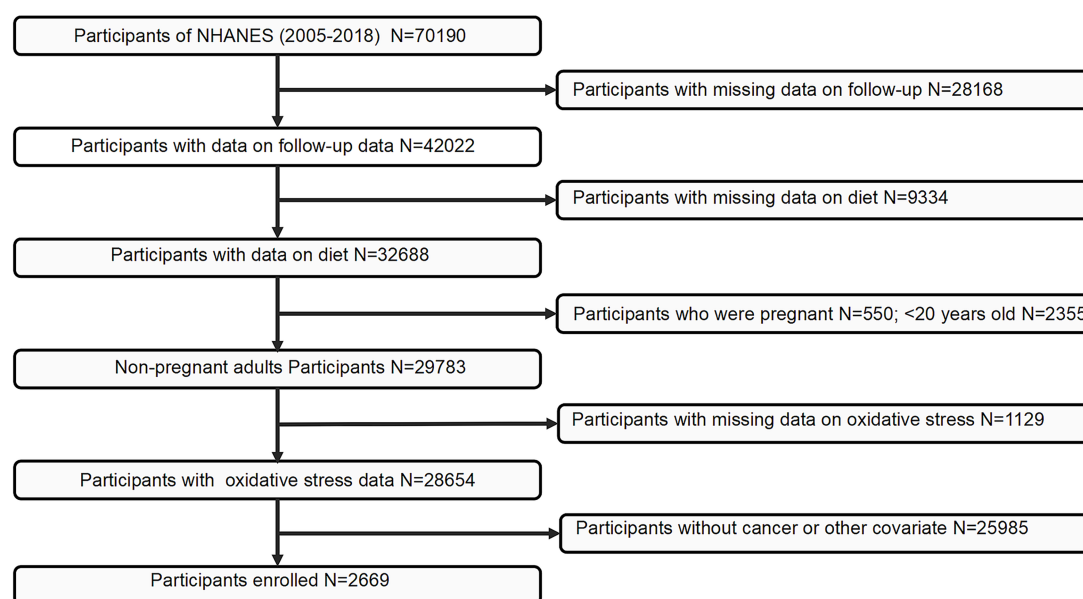 Participants of NHANES (2005-2018) N=70190
Participants with missing data on follow-up N=28168
Participants with data on follow-up data N=42022
Participants with missing data on diet N=9334
Participants with data on diet N=32688
Participants who were pregnant N=550; <20 years old N=2355
Non-pregnant adults Participants N=29783
Participants with missing data on oxidative stress N=1129
Participants with oxidative stress data N=28654
Participants without cancer or other covariate N=25985
Participants enrolled N=2669